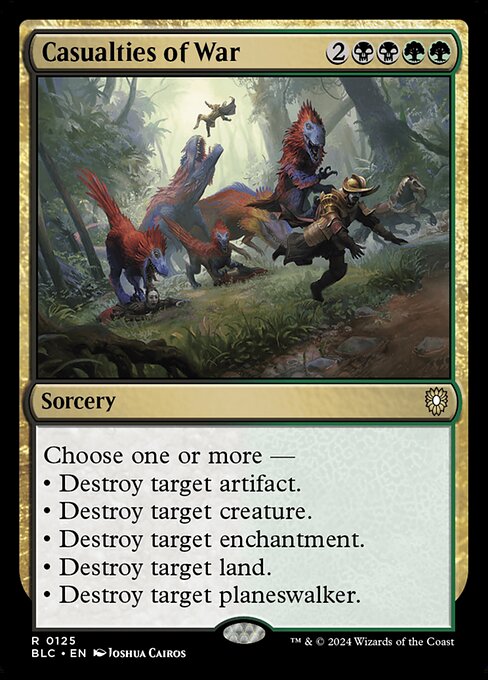 Casualties of War 2
Sorcery
Choose one or more —
• Destroy target artifact.
• Destroy target creature.
• Destroy target enchantment.
• Destroy target land.
• Destroy target planeswalker.
R 0125
™ & © 2024 Wizards of the Coast
BLC • EN Joshua Cairos